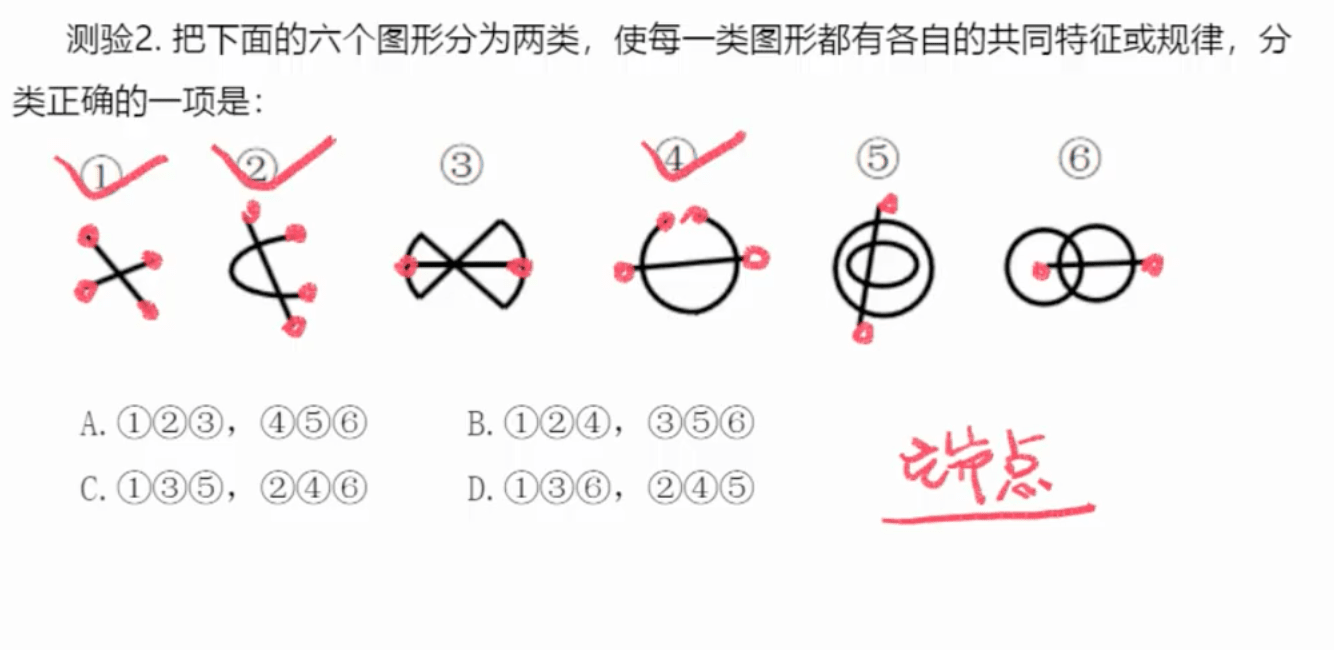 测验2. 把下面的六个图形分为两类，使每一类图形都有各自的共同特征或规律，分
类正确的一项是：
① ② ③ ④ ⑤ ⑥
A. ①②③，④⑤⑥ B. ①②④，③⑤⑥
C. ①③⑤，②④⑥ D. ①③⑥，②④⑤
端点